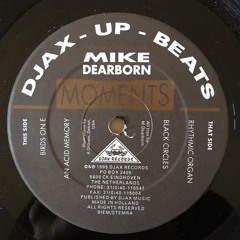 DJAX - UP - BEATS
MIKE
DEARBORN
MOMENTS
THIS SIDE
BIRDS ON E
AN ACID MEMORY
THAT SIDE
RHYTHMIC ORGAN
BLACK CIRCLES
DJAX RECORDS
℗&© 1995 DJAX RECORDS
PO BOX 2408
5600 CK EINDHOVEN
THE NETHERLANDS
PUBLISHED BY DJAX MUSIC
MADE IN HOLLAND
ALL RIGHTS RESERVED
BIEM/STEMRA